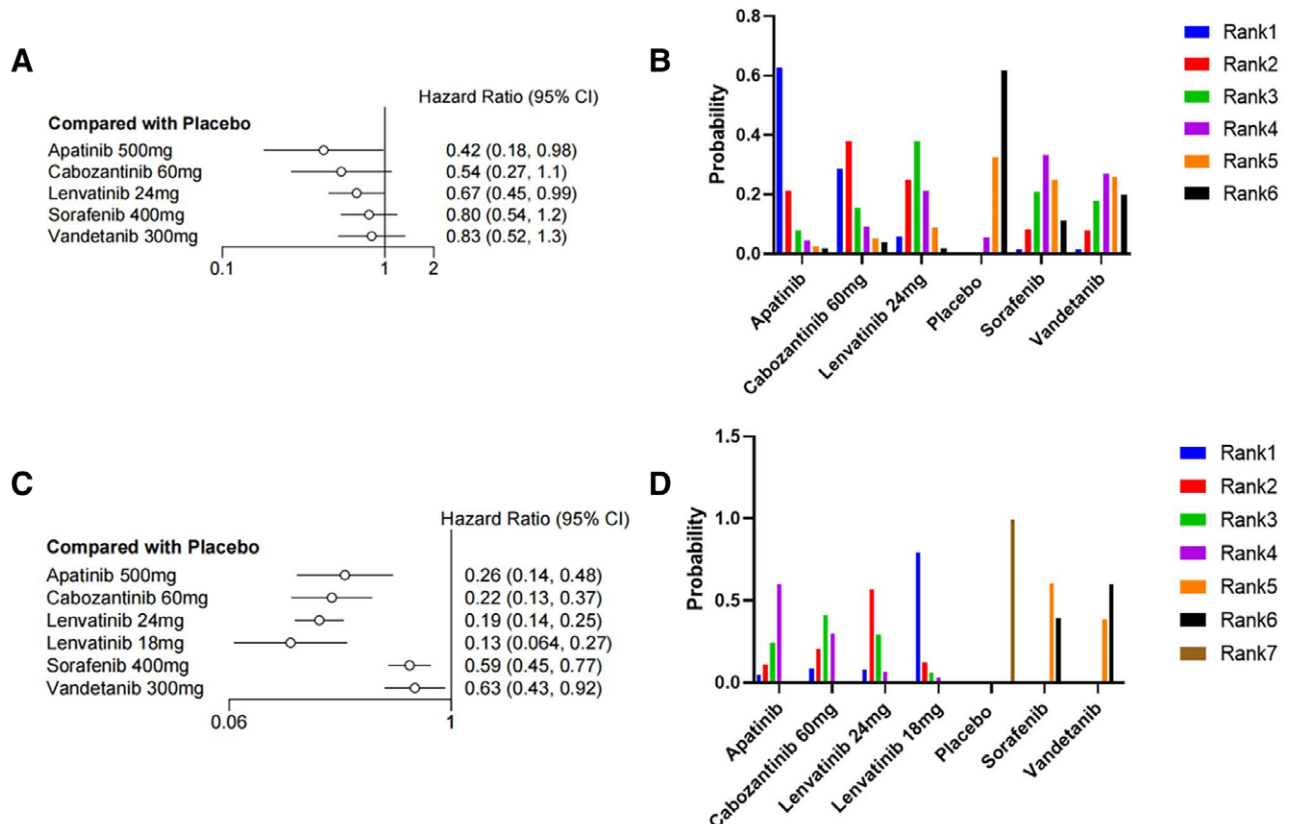 A
Hazard Ratio (95% CI)
Compared with Placebo
Apatinib 500mg 0.42 (0.18, 0.98)
Cabozantinib 60mg 0.54 (0.27, 1.1)
Lenvatinib 24mg 0.67 (0.45, 0.99)
Sorafenib 400mg 0.80 (0.54, 1.2)
Vandetanib 300mg 0.83 (0.52, 1.3)
0.1 1 2
B
Probability
0.8
0.6
0.4
0.2
0.0
Apatinib
Cabozantinib 60mg
Lenvatinib 24mg
Placebo
Sorafenib
Vandetanib
Rank1
Rank2
Rank3
Rank4
Rank5
Rank6
C
Hazard Ratio (95% CI)
Compared with Placebo
Apatinib 500mg 0.26 (0.14, 0.48)
Cabozantinib 60mg 0.22 (0.13, 0.37)
Lenvatinib 24mg 0.19 (0.14, 0.25)
Lenvatinib 18mg 0.13 (0.064, 0.27)
Sorafenib 400mg 0.59 (0.45, 0.77)
Vandetanib 300mg 0.63 (0.43, 0.92)
0.06 1
D
Probability
1.5
1.0
0.5
0.0
Apatinib
Cabozantinib 60mg
Lenvatinib 24mg
Lenvatinib 18mg
Placebo
Sorafenib
Vandetanib
Rank1
Rank2
Rank3
Rank4
Rank5
Rank6
Rank7